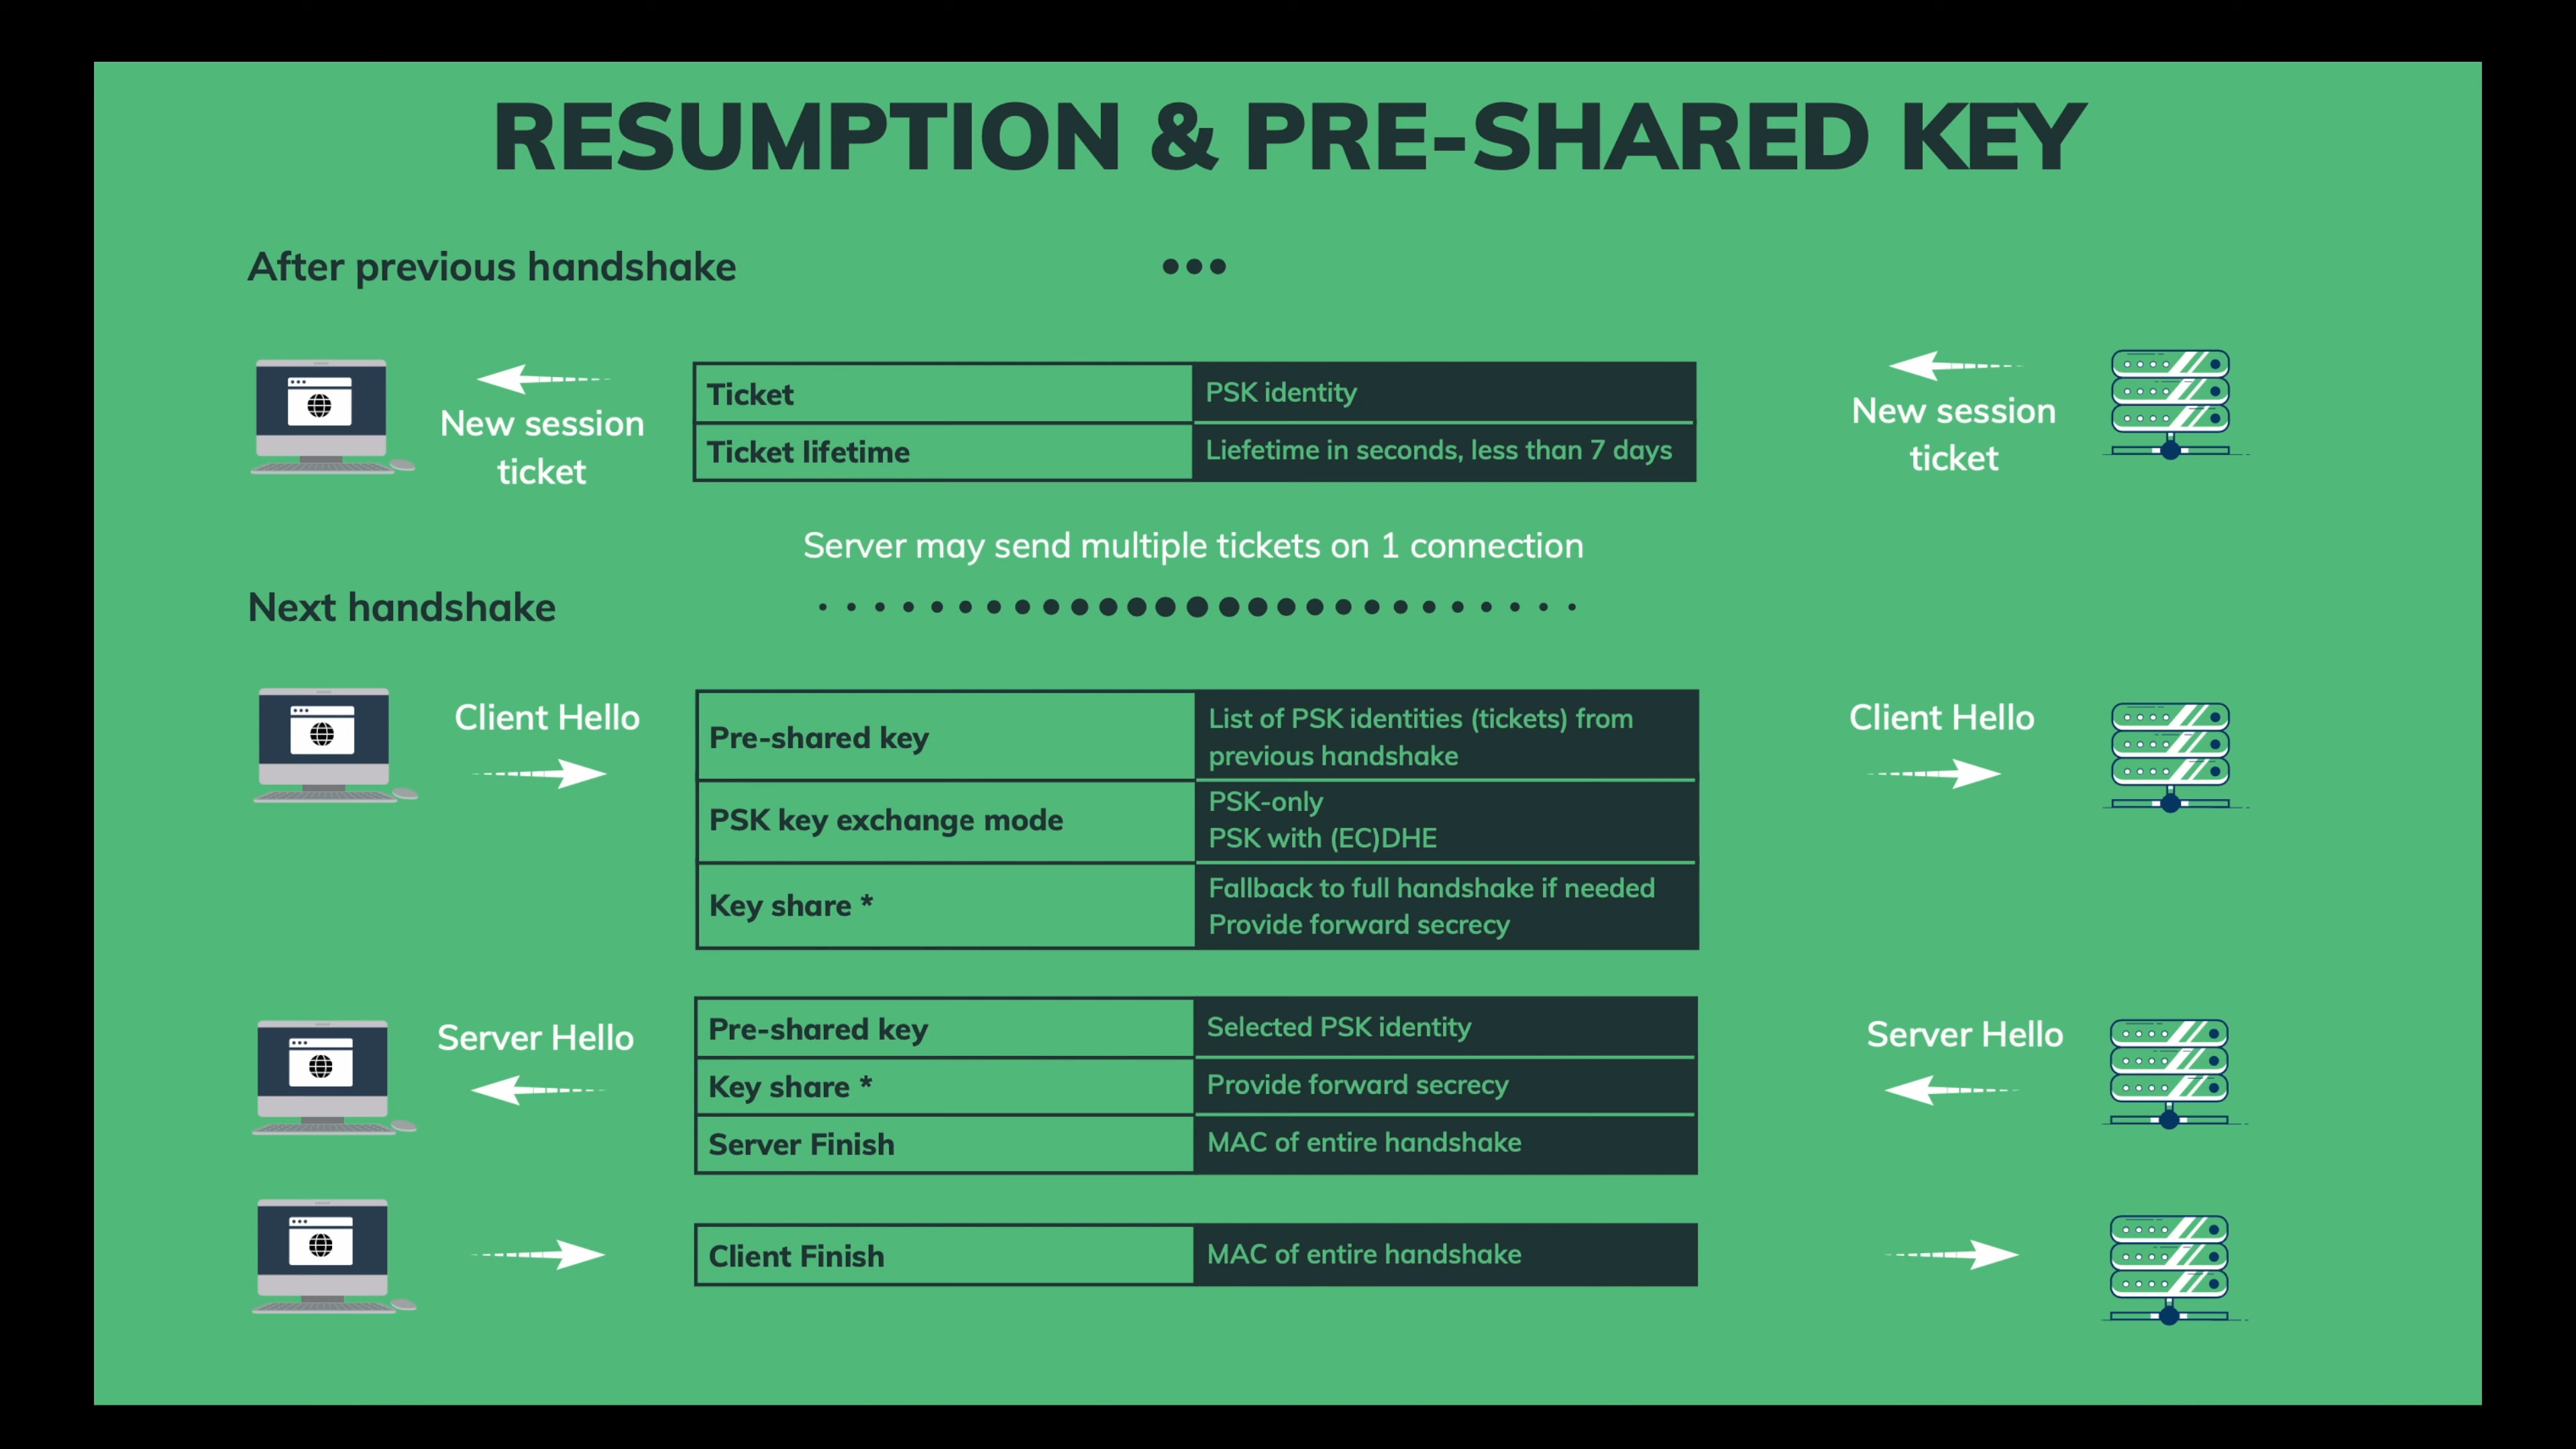 RESUMPTION & PRE-SHARED KEY
After previous handshake
New session
ticket
Ticket
PSK identity
Ticket lifetime
Liefetime in seconds, less than 7 days
New session
ticket
Server may send multiple tickets on 1 connection
Next handshake
Client Hello
Pre-shared key
List of PSK identities (tickets) from
previous handshake
PSK key exchange mode
PSK-only
PSK with (EC)DHE
Key share *
Fallback to full handshake if needed
Provide forward secrecy
Client Hello
Server Hello
Pre-shared key
Selected PSK identity
Key share *
Provide forward secrecy
Server Finish
MAC of entire handshake
Server Hello
Client Finish
MAC of entire handshake